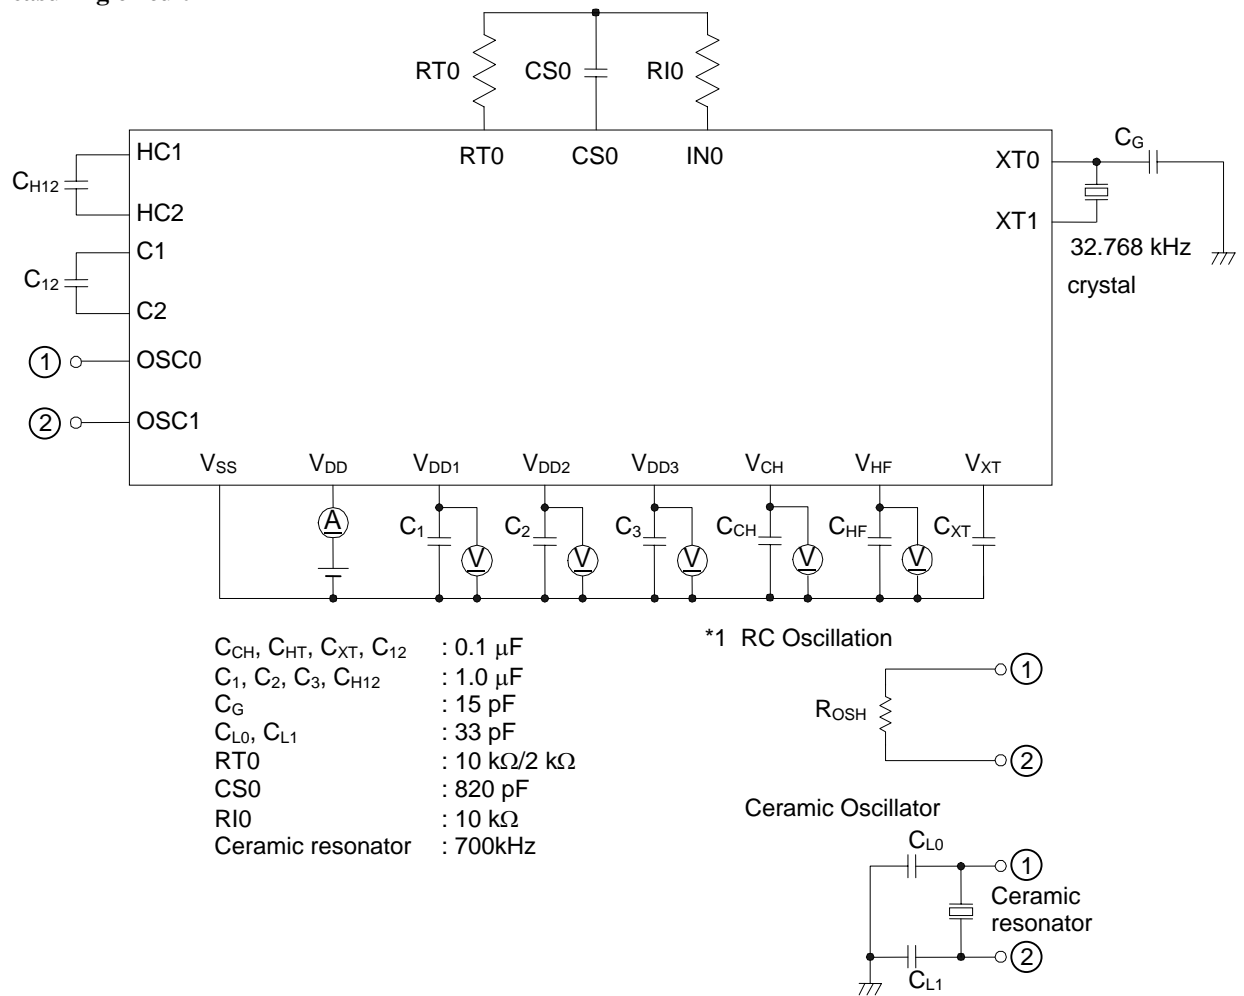 RT0
CS0
RI0
RT0
CS0
IN0
HC1
HC2
C1
C2
OSC0
OSC1
CH12
C12
①
②
XT0
XT1
CG
32.768 kHz
crystal
VSS
VDD
VDD1
VDD2
VDD3
VCH
VHF
VXT
A
C1
V
C2
V
C3
V
CCH
V
CHF
V
CXT
CCH, CHT, CXT, C12 : 0.1 μF
C1, C2, C3, CH12 : 1.0 μF
CG : 15 pF
CL0, CL1 : 33 pF
RT0 : 10 kΩ/2 kΩ
CS0 : 820 pF
RI0 : 10 kΩ
Ceramic resonator : 700kHz
*1 RC Oscillation
①
ROSH
②
Ceramic Oscillator
CL0
①
Ceramic
resonator
②
CL1